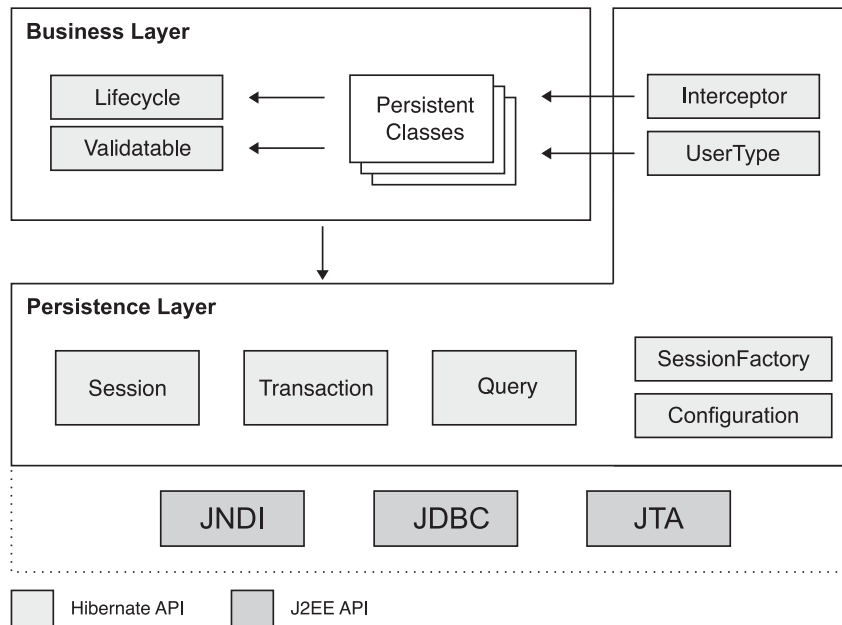 Business Layer
Lifecycle
Validatable
Persistent
Classes
Interceptor
UserType
Persistence Layer
Session
Transaction
Query
SessionFactory
Configuration
JNDI
JDBC
JTA
Hibernate API
J2EE API